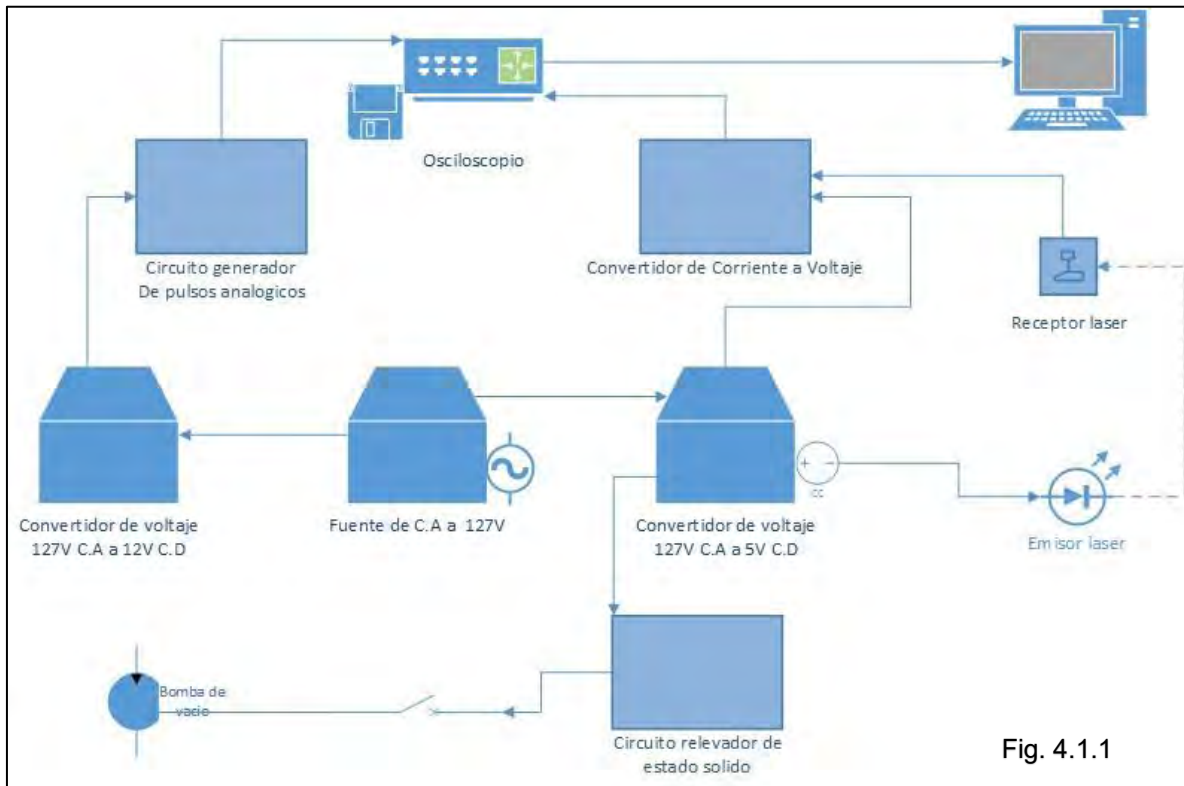 Osciloscopio
Circuito generador
De pulsos analogicos
Convertidor de Corriente a Voltaje
Receptor laser
Convertidor de voltaje
127V C.A a 12V C.D
Fuente de C.A a 127V
Convertidor de voltaje
127V C.A a 5V C.D
+ -
cc
Emisor laser
Bomba de
vacio
Circuito relevador de
estado solido
Fig. 4.1.1